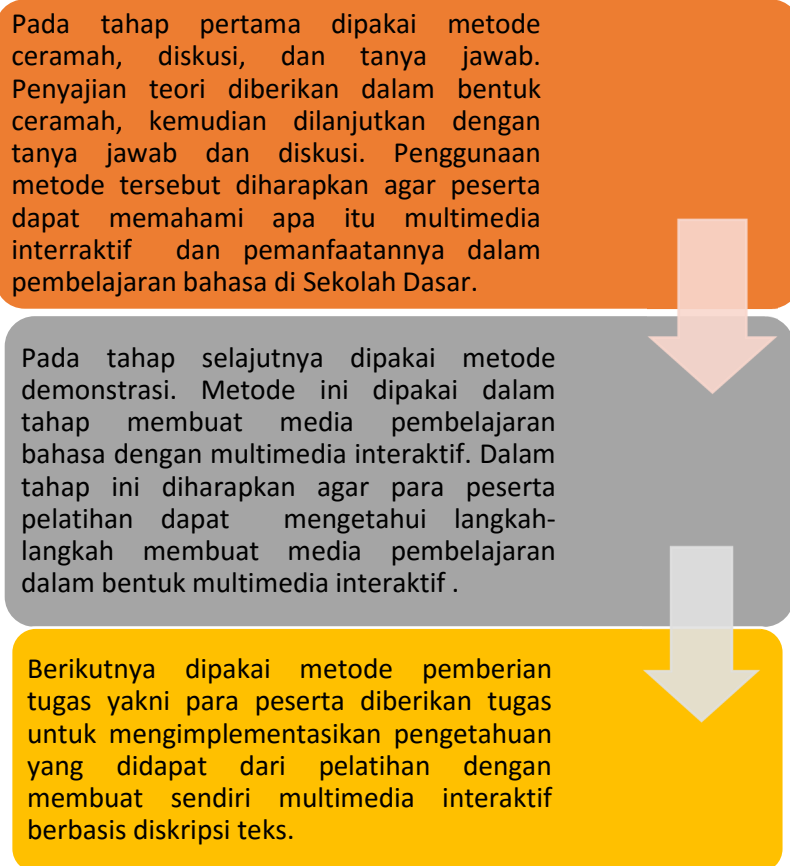 Pada tahap pertama dipakai metode
ceramah, diskusi, dan tanya jawab.
Penyajian teori diberikan dalam bentuk
ceramah, kemudian dilanjutkan dengan
tanya jawab dan diskusi. Penggunaan
metode tersebut diharapkan agar peserta
dapat memahami apa itu multimedia
interraktif dan pemanfaatannya dalam
pembelajaran bahasa di Sekolah Dasar.
Pada tahap selajutnya dipakai metode
demonstrasi. Metode ini dipakai dalam
tahap membuat media pembelajaran
bahasa dengan multimedia interaktif. Dalam
tahap ini diharapkan agar para peserta
pelatihan dapat mengetahui langkah-
langkah membuat media pembelajaran
dalam bentuk multimedia interaktif .
Berikutnya dipakai metode pemberian
tugas yakni para peserta diberikan tugas
untuk mengimplementasikan pengetahuan
yang didapat dari pelatihan dengan
membuat sendiri multimedia interaktif
berbasis diskripsi teks.